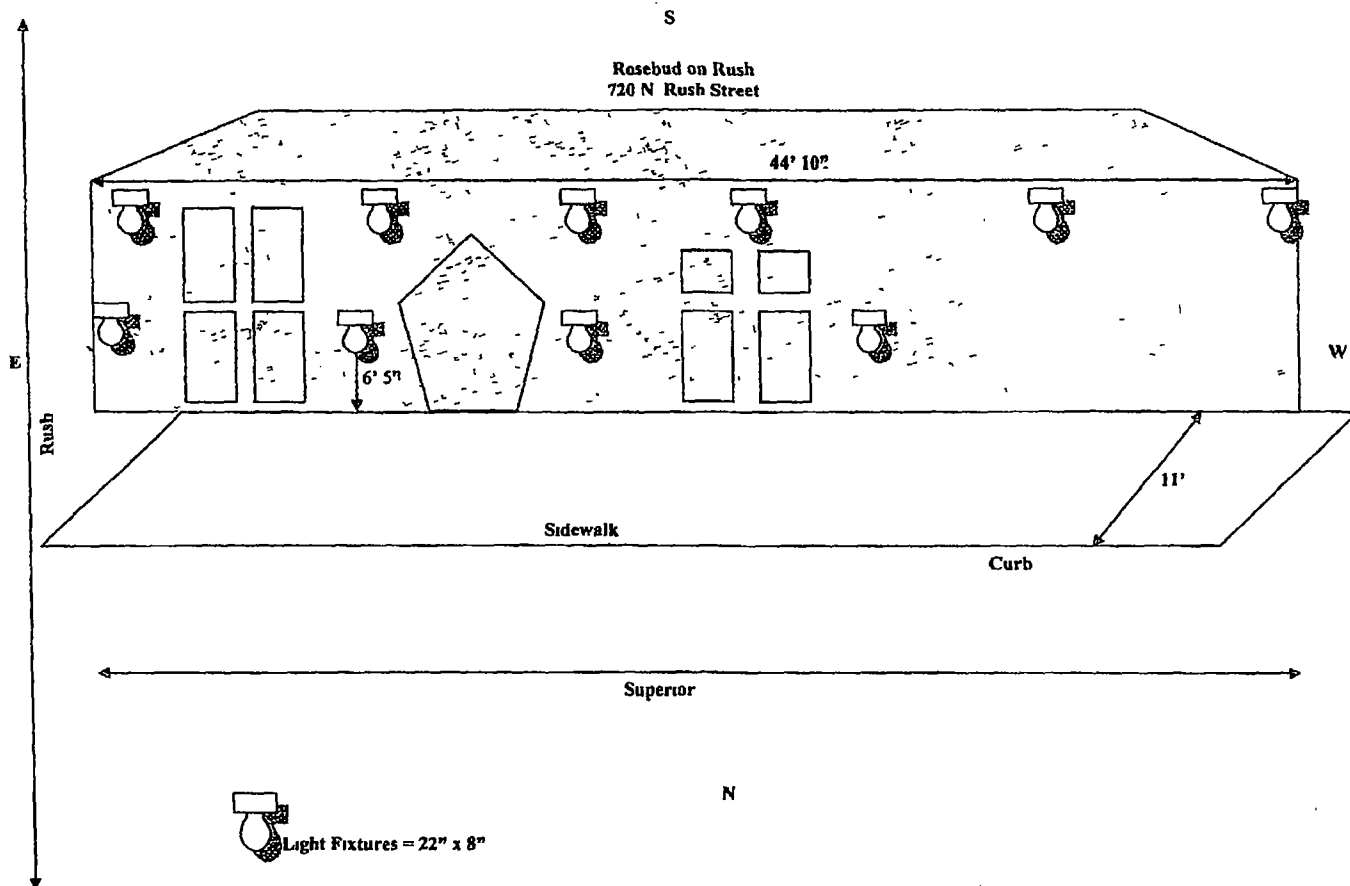 S
Rosebud on Rush
720 N Rush Street
44' 10"
6' 5"
E
W
Rush
11'
Sidewalk
Curb
Superior
N
Light Fixtures = 22" x 8"